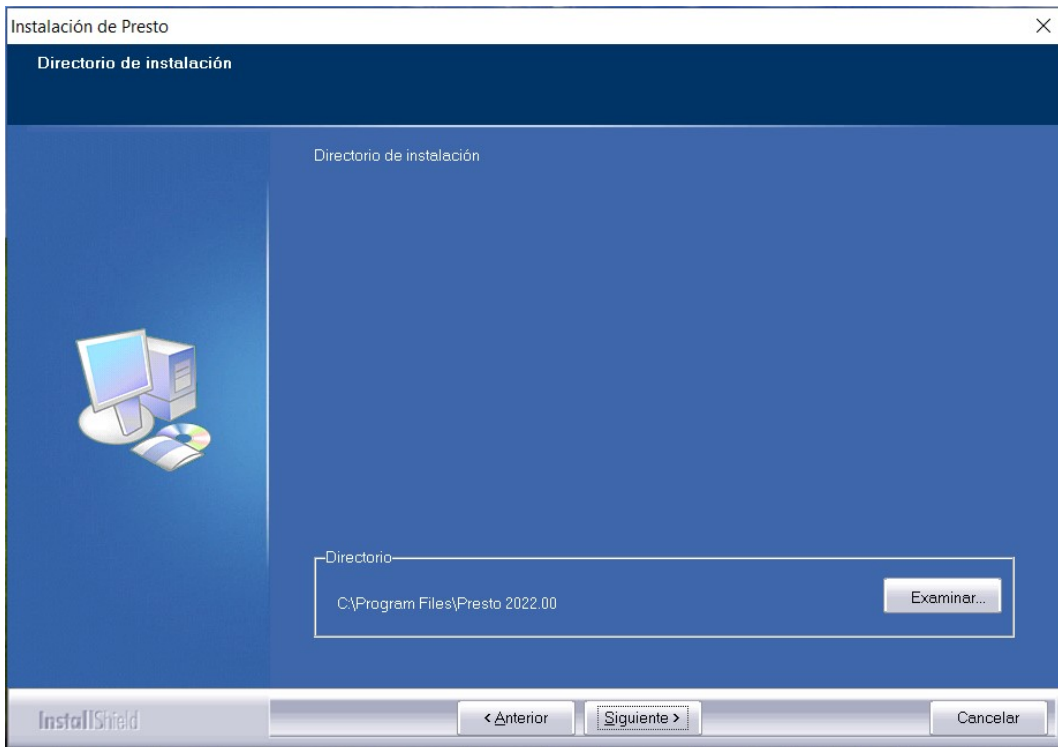 Instalación de Presto
Directorio de instalación
Directorio de instalación
Directorio
C:\Program Files\Presto 2022.00
Examinar...
InstallShield
< Anterior
Siguiente >
Cancelar